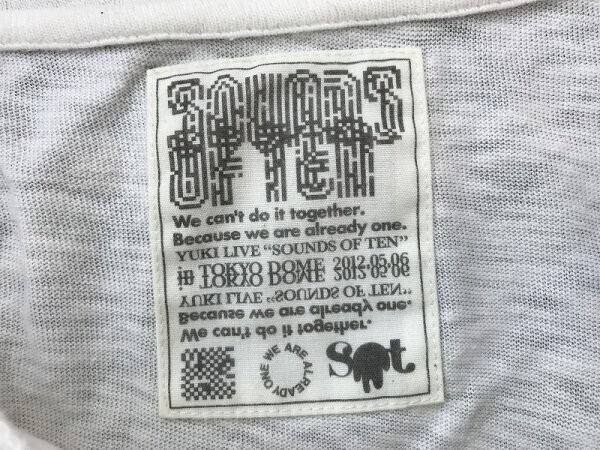 SOUNDS
OF TEN
We can't do it together.
Because we are already one.
YUKI LIVE "SOUNDS OF TEN"
in TOKYO DOME 2012.05.06
in TOKYO DOME 2012.05.06
YUKI LIVE "SOUNDS OF TEN"
Because we are already one.
We can't do it together.
WE ARE ALREADY ONE
Sot